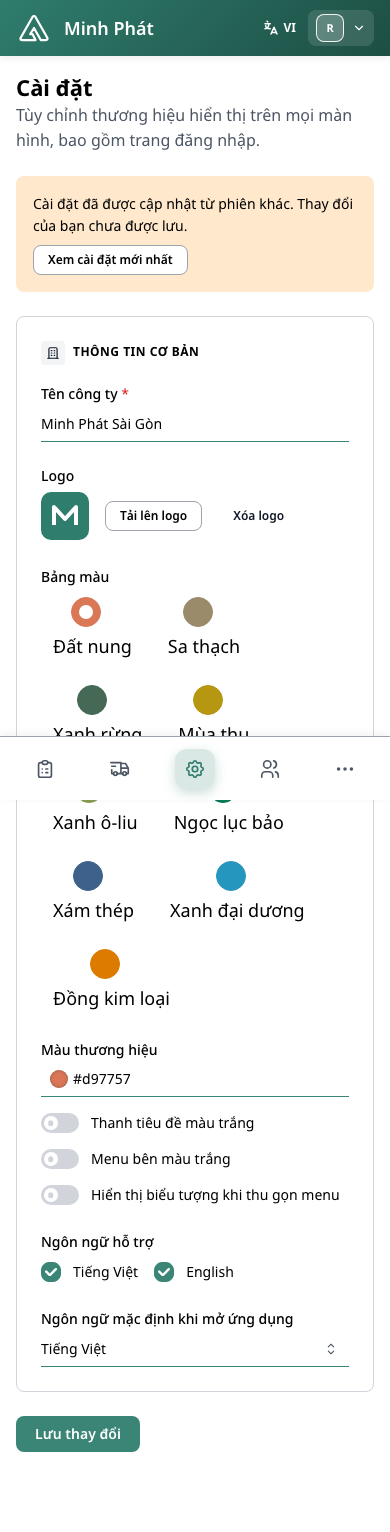 Minh Phát
VI
R
Cài đặt
Tùy chỉnh thương hiệu hiển thị trên mọi màn
hình, bao gồm trang đăng nhập.
Cài đặt đã được cập nhật từ phiên khác. Thay đổi
của bạn chưa được lưu.
Xem cài đặt mới nhất
THÔNG TIN CƠ BẢN
Tên công ty *
Minh Phát Sài Gòn
Logo
Tải lên logo
Xóa logo
Bảng màu
Đất nung
Sa thạch
Xanh rừng
Mùa thu
Xanh ô-liu
Ngọc lục bảo
Xám thép
Xanh đại dương
Đồng kim loại
Màu thương hiệu
#d97757
Thanh tiêu đề màu trắng
Menu bên màu trắng
Hiển thị biểu tượng khi thu gọn menu
Ngôn ngữ hỗ trợ
Tiếng Việt
English
Ngôn ngữ mặc định khi mở ứng dụng
Tiếng Việt
Lưu thay đổi